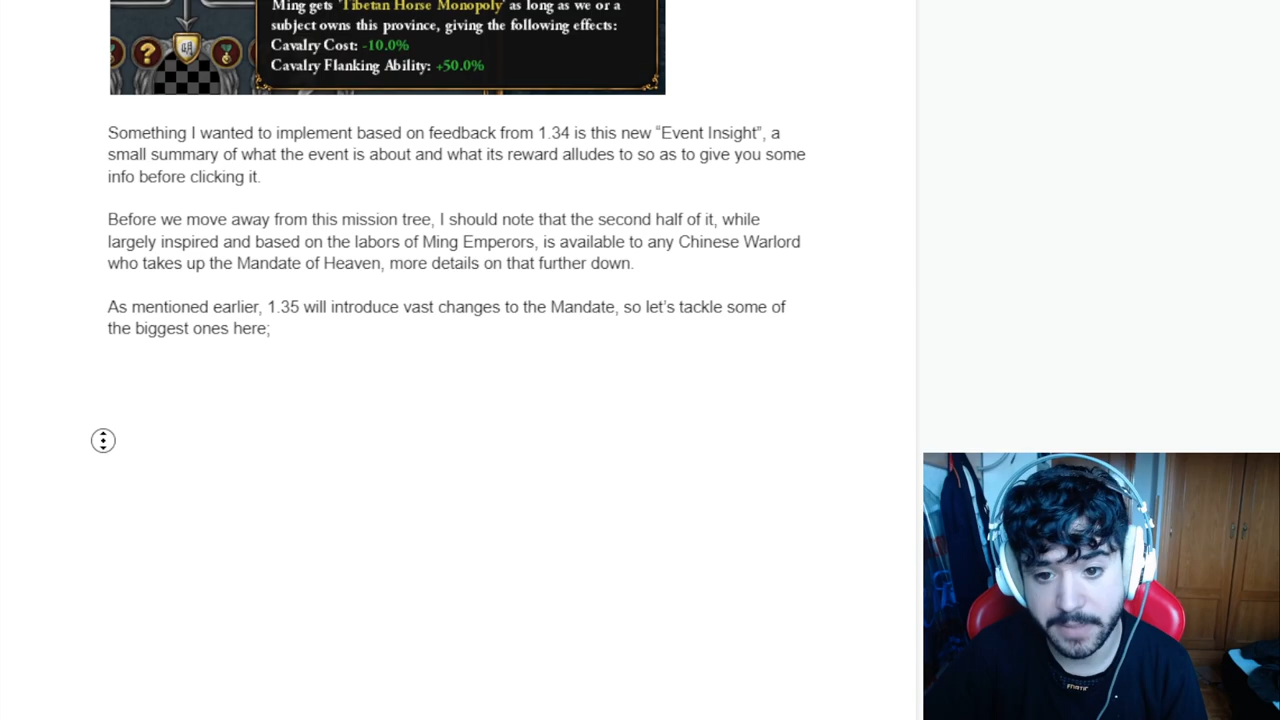 Ming gets 'Tibetan Horse Monopoly' as long as we or a
subject owns this province, giving the following effects:
Cavalry Cost: -10.0%
Cavalry Flanking Ability: +50.0%
Something I wanted to implement based on feedback from 1.34 is this new “Event Insight”, a
small summary of what the event is about and what its reward alludes to so as to give you some
info before clicking it.
Before we move away from this mission tree, I should note that the second half of it, while
largely inspired and based on the labors of Ming Emperors, is available to any Chinese Warlord
who takes up the Mandate of Heaven, more details on that further down.
As mentioned earlier, 1.35 will introduce vast changes to the Mandate, so let’s tackle some of
the biggest ones here;